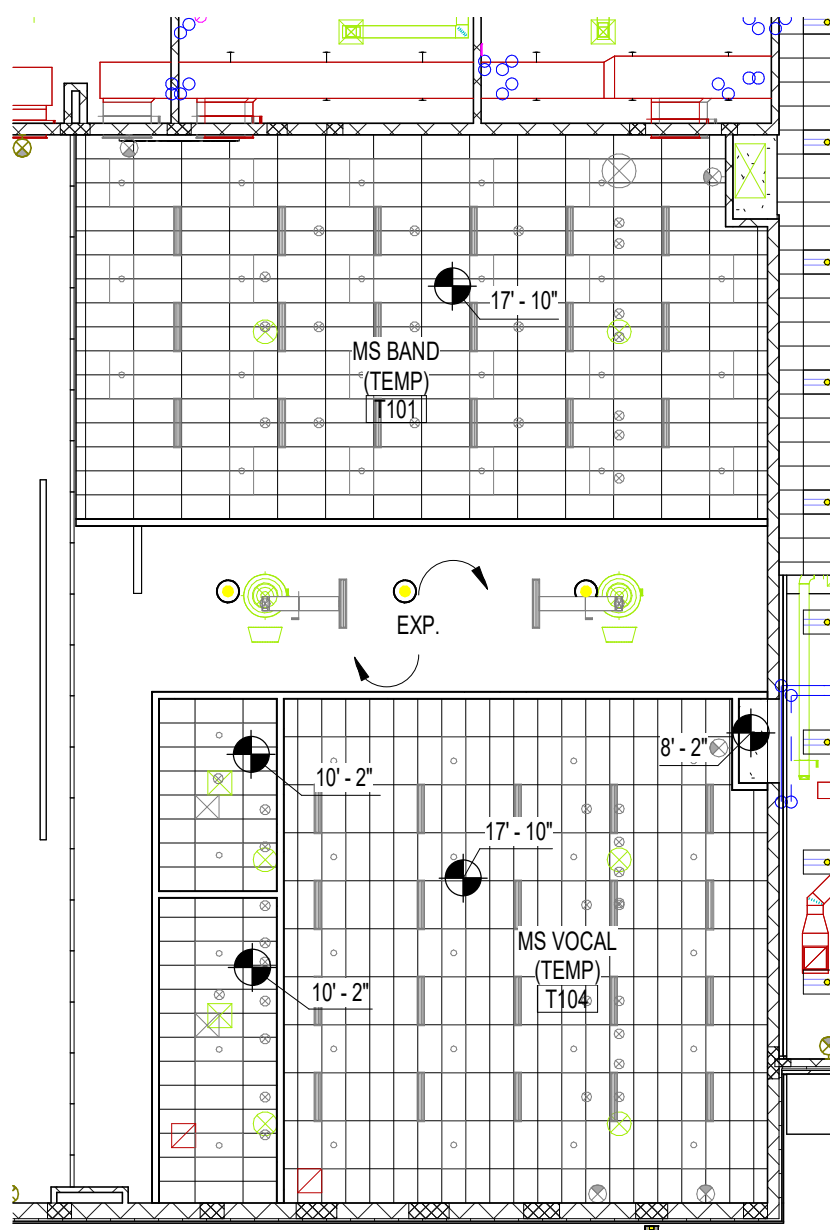 17' - 10"
MS BAND
(TEMP)
T101
EXP.
8' - 2"
10' - 2"
17' - 10"
MS VOCAL
(TEMP)
T104
10' - 2"